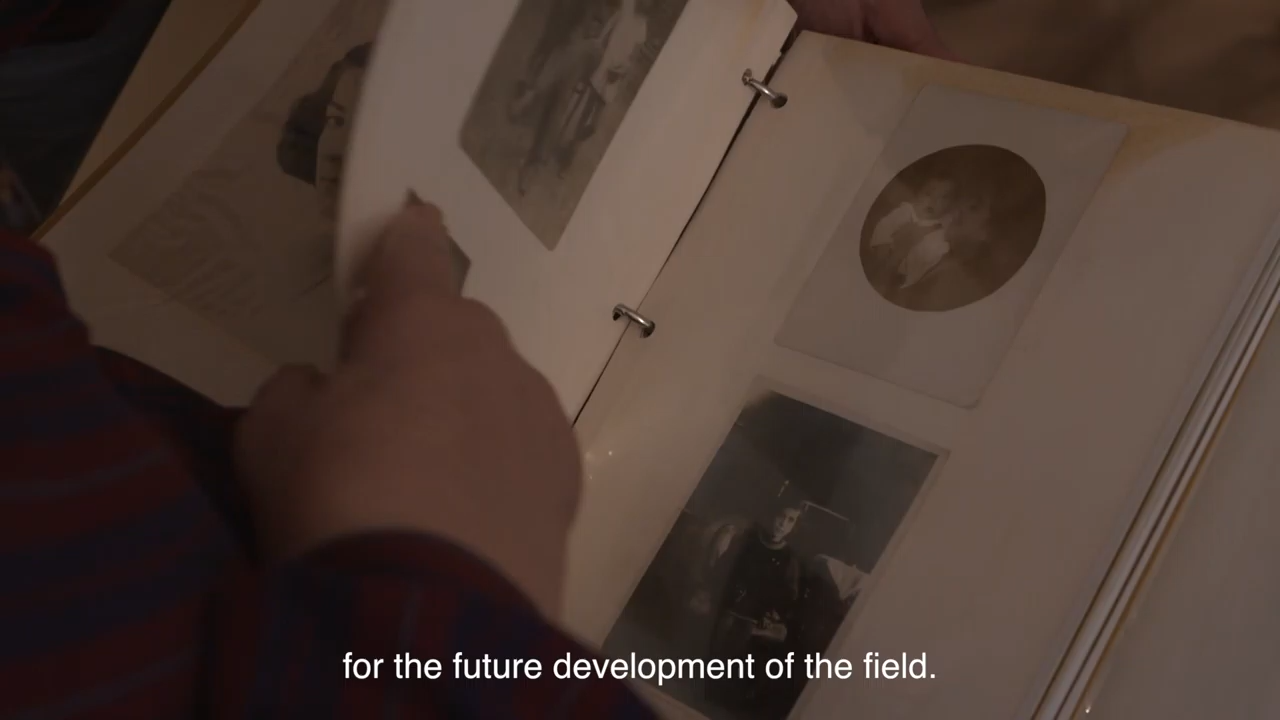 for the future development of the field.